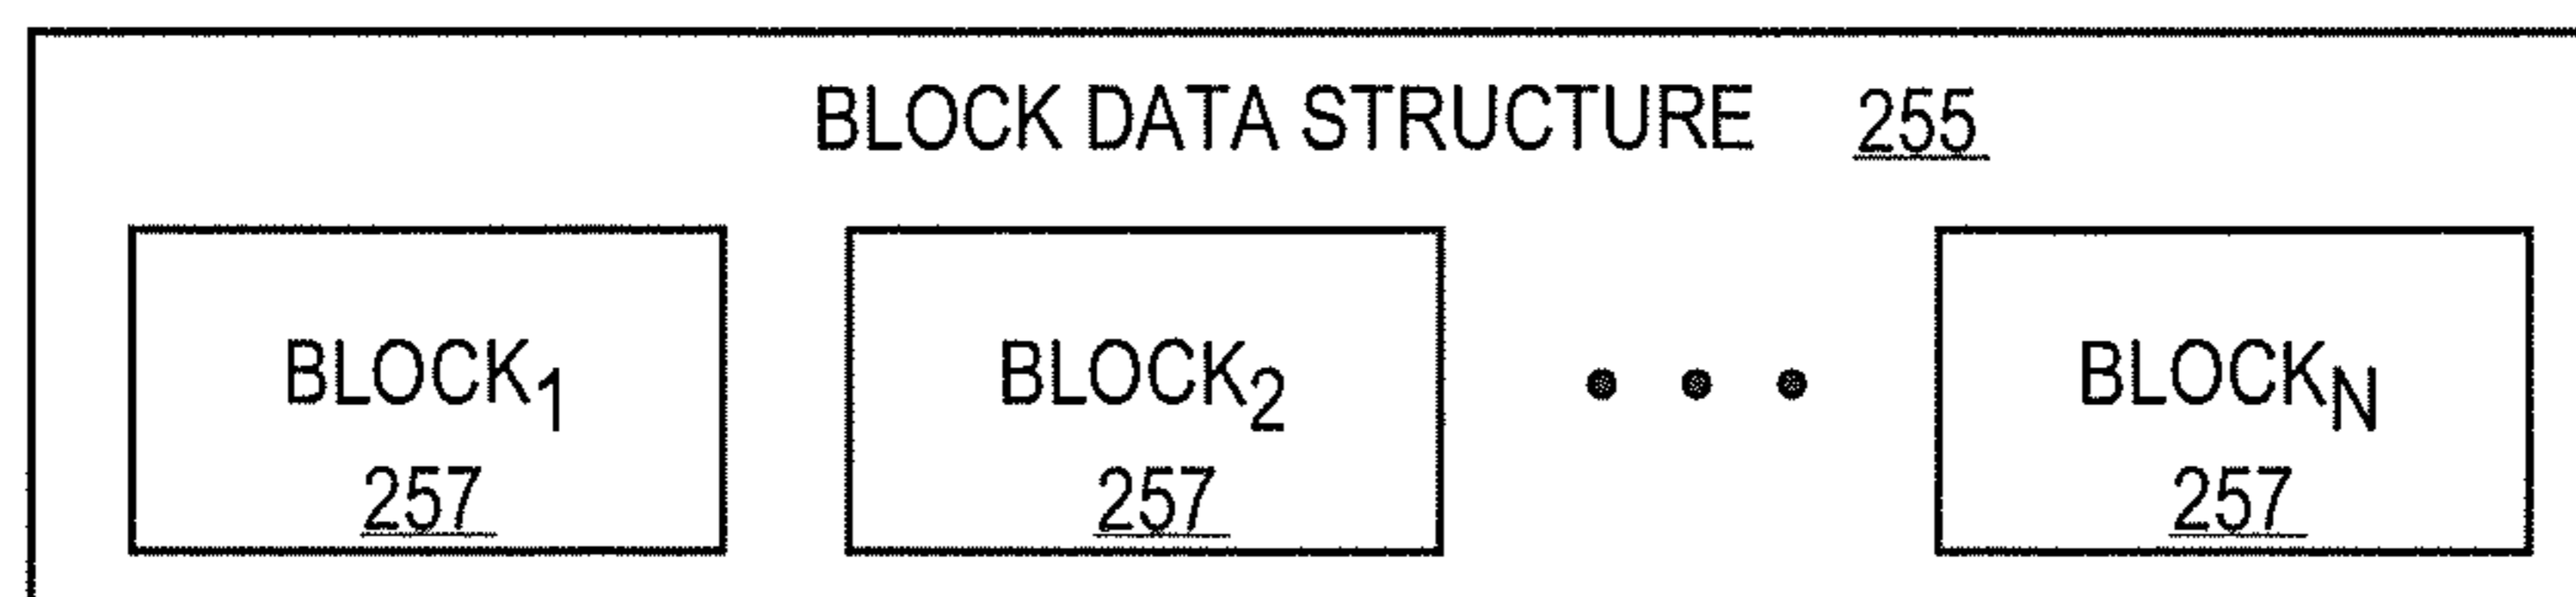 BLOCK DATA STRUCTURE 255
BLOCK₁ BLOCK₂ • • • BLOCKN
257 257 257